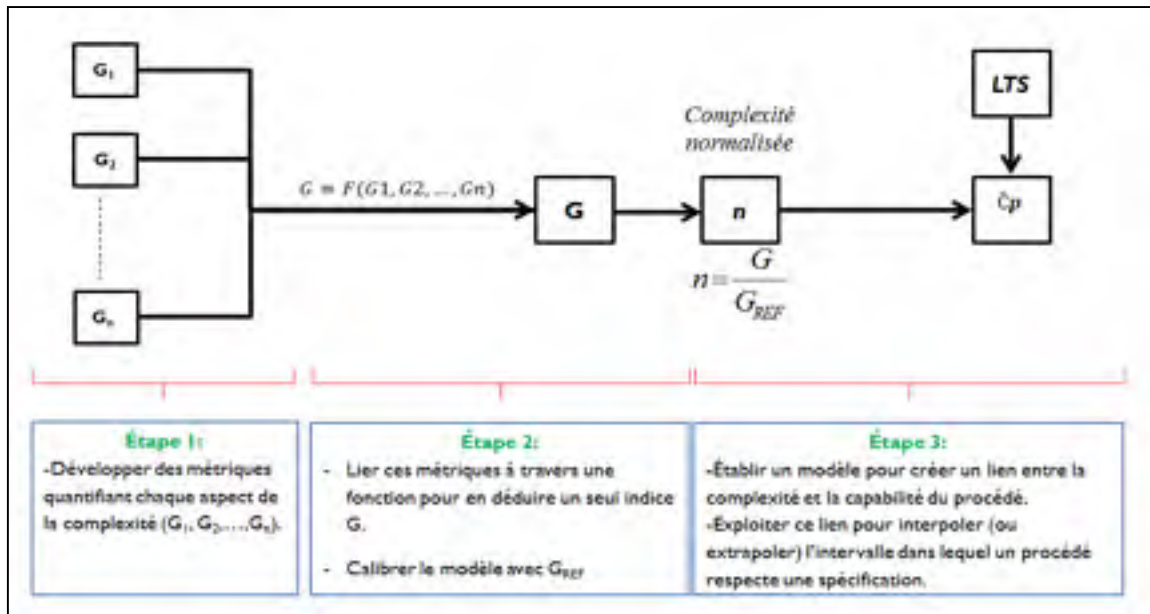 G₁
G₂
Gₙ
G = F(G1, G2, ..., Gn)
G
Complexité
normalisée
n
n = G / G_REF
LTS
Ĉp
Étape 1:
-Développer des métriques
quantifiant chaque aspect de
la complexité (G₁, G₂,...,Gₙ).
Étape 2:
- Lier ces métriques à travers une
fonction pour en déduire un seul indice
G.
- Calibrer le modèle avec G_REF
Étape 3:
-Établir un modèle pour créer un lien entre la
complexité et la capabilité du procédé.
-Exploiter ce lien pour interpoler (ou
extrapoler) l'intervalle dans lequel un procédé
respecte une spécification.